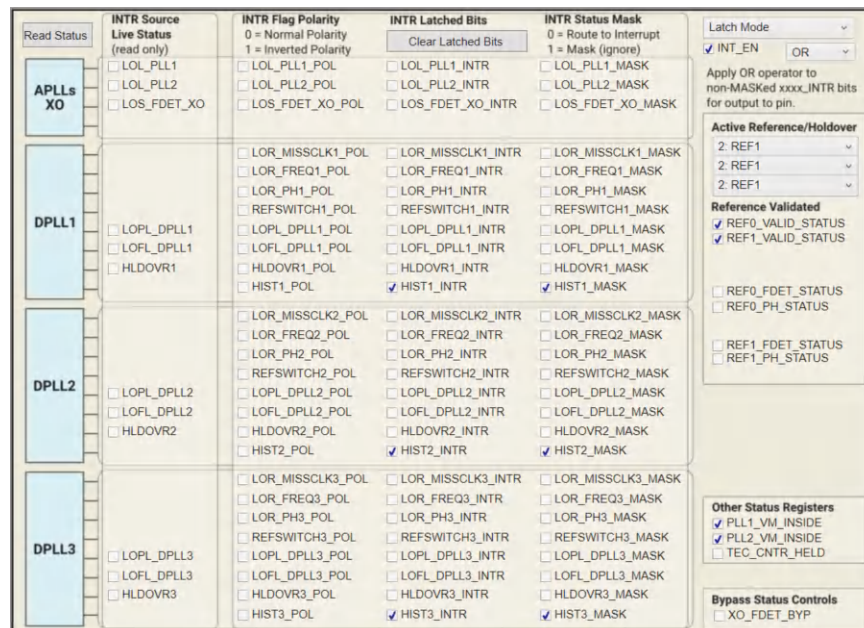 Read Status
INTR Source
Live Status
(read only)
INTR Flag Polarity
0 = Normal Polarity
1 = Inverted Polarity
INTR Latched Bits
Clear Latched Bits
INTR Status Mask
0 = Route to Interrupt
1 = Mask (ignore)
Latch Mode
INT_EN
OR
Apply OR operator to
non-MASKed xxxx_INTR bits
for output to pin.
APLLs
XO
LOL_PLL1 LOL_PLL1_POL LOL_PLL1_INTR LOL_PLL1_MASK
LOL_PLL2 LOL_PLL2_POL LOL_PLL2_INTR LOL_PLL2_MASK
LOS_FDET_XO LOS_FDET_XO_POL LOS_FDET_XO_INTR LOS_FDET_XO_MASK
DPLL1
LOR_MISSCLK1_POL LOR_MISSCLK1_INTR LOR_MISSCLK1_MASK
LOR_FREQ1_POL LOR_FREQ1_INTR LOR_FREQ1_MASK
LOR_PH1_POL LOR_PH1_INTR LOR_PH1_MASK
REFSWITCH1_POL REFSWITCH1_INTR REFSWITCH1_MASK
LOPL_DPLL1 LOPL_DPLL1_POL LOPL_DPLL1_INTR LOPL_DPLL1_MASK
LOFL_DPLL1 LOFL_DPLL1_POL LOFL_DPLL1_INTR LOFL_DPLL1_MASK
HLDOVR1 HLDOVR1_POL HLDOVR1_INTR HLDOVR1_MASK
HIST1_POL HIST1_INTR HIST1_MASK
DPLL2
LOR_MISSCLK2_POL LOR_MISSCLK2_INTR LOR_MISSCLK2_MASK
LOR_FREQ2_POL LOR_FREQ2_INTR LOR_FREQ2_MASK
LOR_PH2_POL LOR_PH2_INTR LOR_PH2_MASK
REFSWITCH2_POL REFSWITCH2_INTR REFSWITCH2_MASK
LOPL_DPLL2 LOPL_DPLL2_POL LOPL_DPLL2_INTR LOPL_DPLL2_MASK
LOFL_DPLL2 LOFL_DPLL2_POL LOFL_DPLL2_INTR LOFL_DPLL2_MASK
HLDOVR2 HLDOVR2_POL HLDOVR2_INTR HLDOVR2_MASK
HIST2_POL HIST2_INTR HIST2_MASK
DPLL3
LOR_MISSCLK3_POL LOR_MISSCLK3_INTR LOR_MISSCLK3_MASK
LOR_FREQ3_POL LOR_FREQ3_INTR LOR_FREQ3_MASK
LOR_PH3_POL LOR_PH3_INTR LOR_PH3_MASK
REFSWITCH3_POL REFSWITCH3_INTR REFSWITCH3_MASK
LOPL_DPLL3 LOPL_DPLL3_POL LOPL_DPLL3_INTR LOPL_DPLL3_MASK
LOFL_DPLL3 LOFL_DPLL3_POL LOFL_DPLL3_INTR LOFL_DPLL3_MASK
HLDOVR3 HLDOVR3_POL HLDOVR3_INTR HLDOVR3_MASK
HIST3_POL HIST3_INTR HIST3_MASK
Active Reference/Holdover
2: REF1
2: REF1
2: REF1
Reference Validated
REF0_VALID_STATUS
REF1_VALID_STATUS
REF0_FDET_STATUS
REF0_PH_STATUS
REF1_FDET_STATUS
REF1_PH_STATUS
Other Status Registers
PLL1_VM_INSIDE
PLL2_VM_INSIDE
TEC_CNTR_HELD
Bypass Status Controls
XO_FDET_BYP